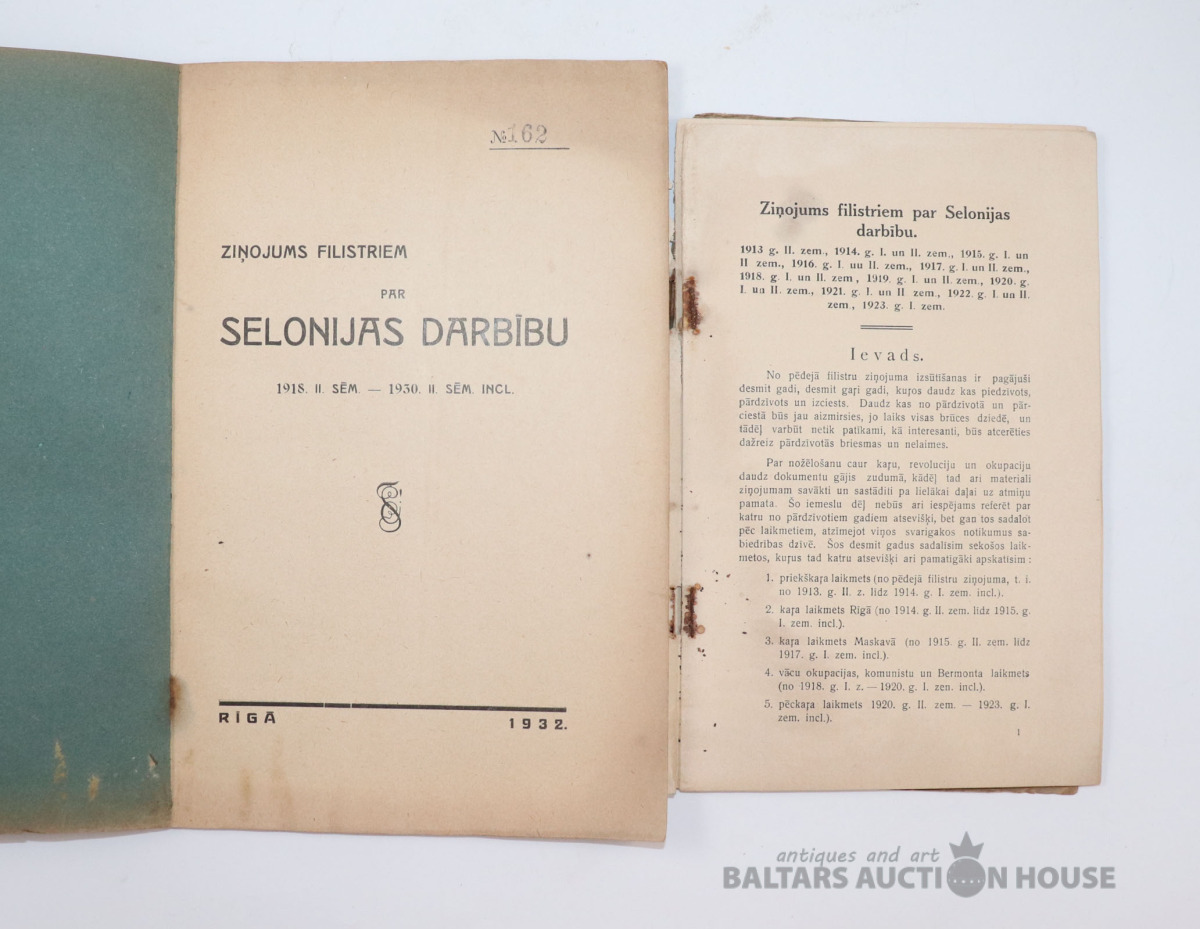 № 162
ZIŅOJUMS FILISTRIEM
PAR
SELONIJAS DARBĪBU
1918. II. SĒM. — 1930. II. SĒM. INCL.
RĪGĀ 1932.
Ziņojums filistriem par Selonijas
darbību.
1913 g. II. zem., 1914. g. I. un II. zem., 1915. g. I. un
II zem., 1916. g. I. uu II. zem., 1917. g. I. un II. zem.,
1918. g. I. un II. zem, 1919. g. I. un II. zem., 1920. g.
I. un II. zem., 1921. g. I. un II zem., 1922. g. I. un II.
zem., 1923. g. I. zem.
Ievads.
No pēdejā filistru ziņojuma izsūtīšanas ir pagājuši
desmit gadi, desmit gaŗi gadi, kuŗos daudz kas piedzīvots,
pārdzīvots un izciests. Daudz kas no pārdzīvotā un pār-
ciestā būs jau aizmirsies, jo laiks visas brūces dziedē, un
tādēļ varbūt netik patīkami, kā interesanti, būs atcerēties
dažreiz pārdzīvotās briesmas un nelaimes.
Par nožēlošanu caur kaŗu, revoluciju un okupaciju
daudz dokumentu gājis zudumā, kādēļ tad ari materiali
ziņojumam savākti un sastādīti pa lielākai daļai uz atmiņu
pamata. Šo iemeslu dēļ nebūs ari iespējams referēt par
katru no pārdzīvotiem gadiem atsevišķi, bet gan tos sadalot
pēc laikmetiem, atzīmejot viņos svarigakos notikumus sa-
biedrības dzīvē. Šos desmit gadus sadalīsim sekošos laik-
metos, kuŗus tad katru atsevišķi ari pamatīgāki apskatīsim :
1. priekškaŗa laikmets (no pēdejā filistru ziņojuma, t. i.
no 1913. g. II. z. līdz 1914. g. I. zem. incl.).
2. kaŗa laikmets Rīgā (no 1914. g. II. zem. līdz 1915. g.
I. zem. incl.).
3. kaŗa laikmets Maskavā (no 1915. g. II. zem. līdz
1917. g. I. zem. incl.).
4. vācu okupacijas, komunistu un Bermonta laikmets
(no 1918. g. I. z. — 1920. g. I. zen. incl.).
5. pēckaŗa laikmets 1920. g. II. zem. — 1923. g. I.
zem. incl.).
1
antiques and art
BALTARS AUCTION HOUSE